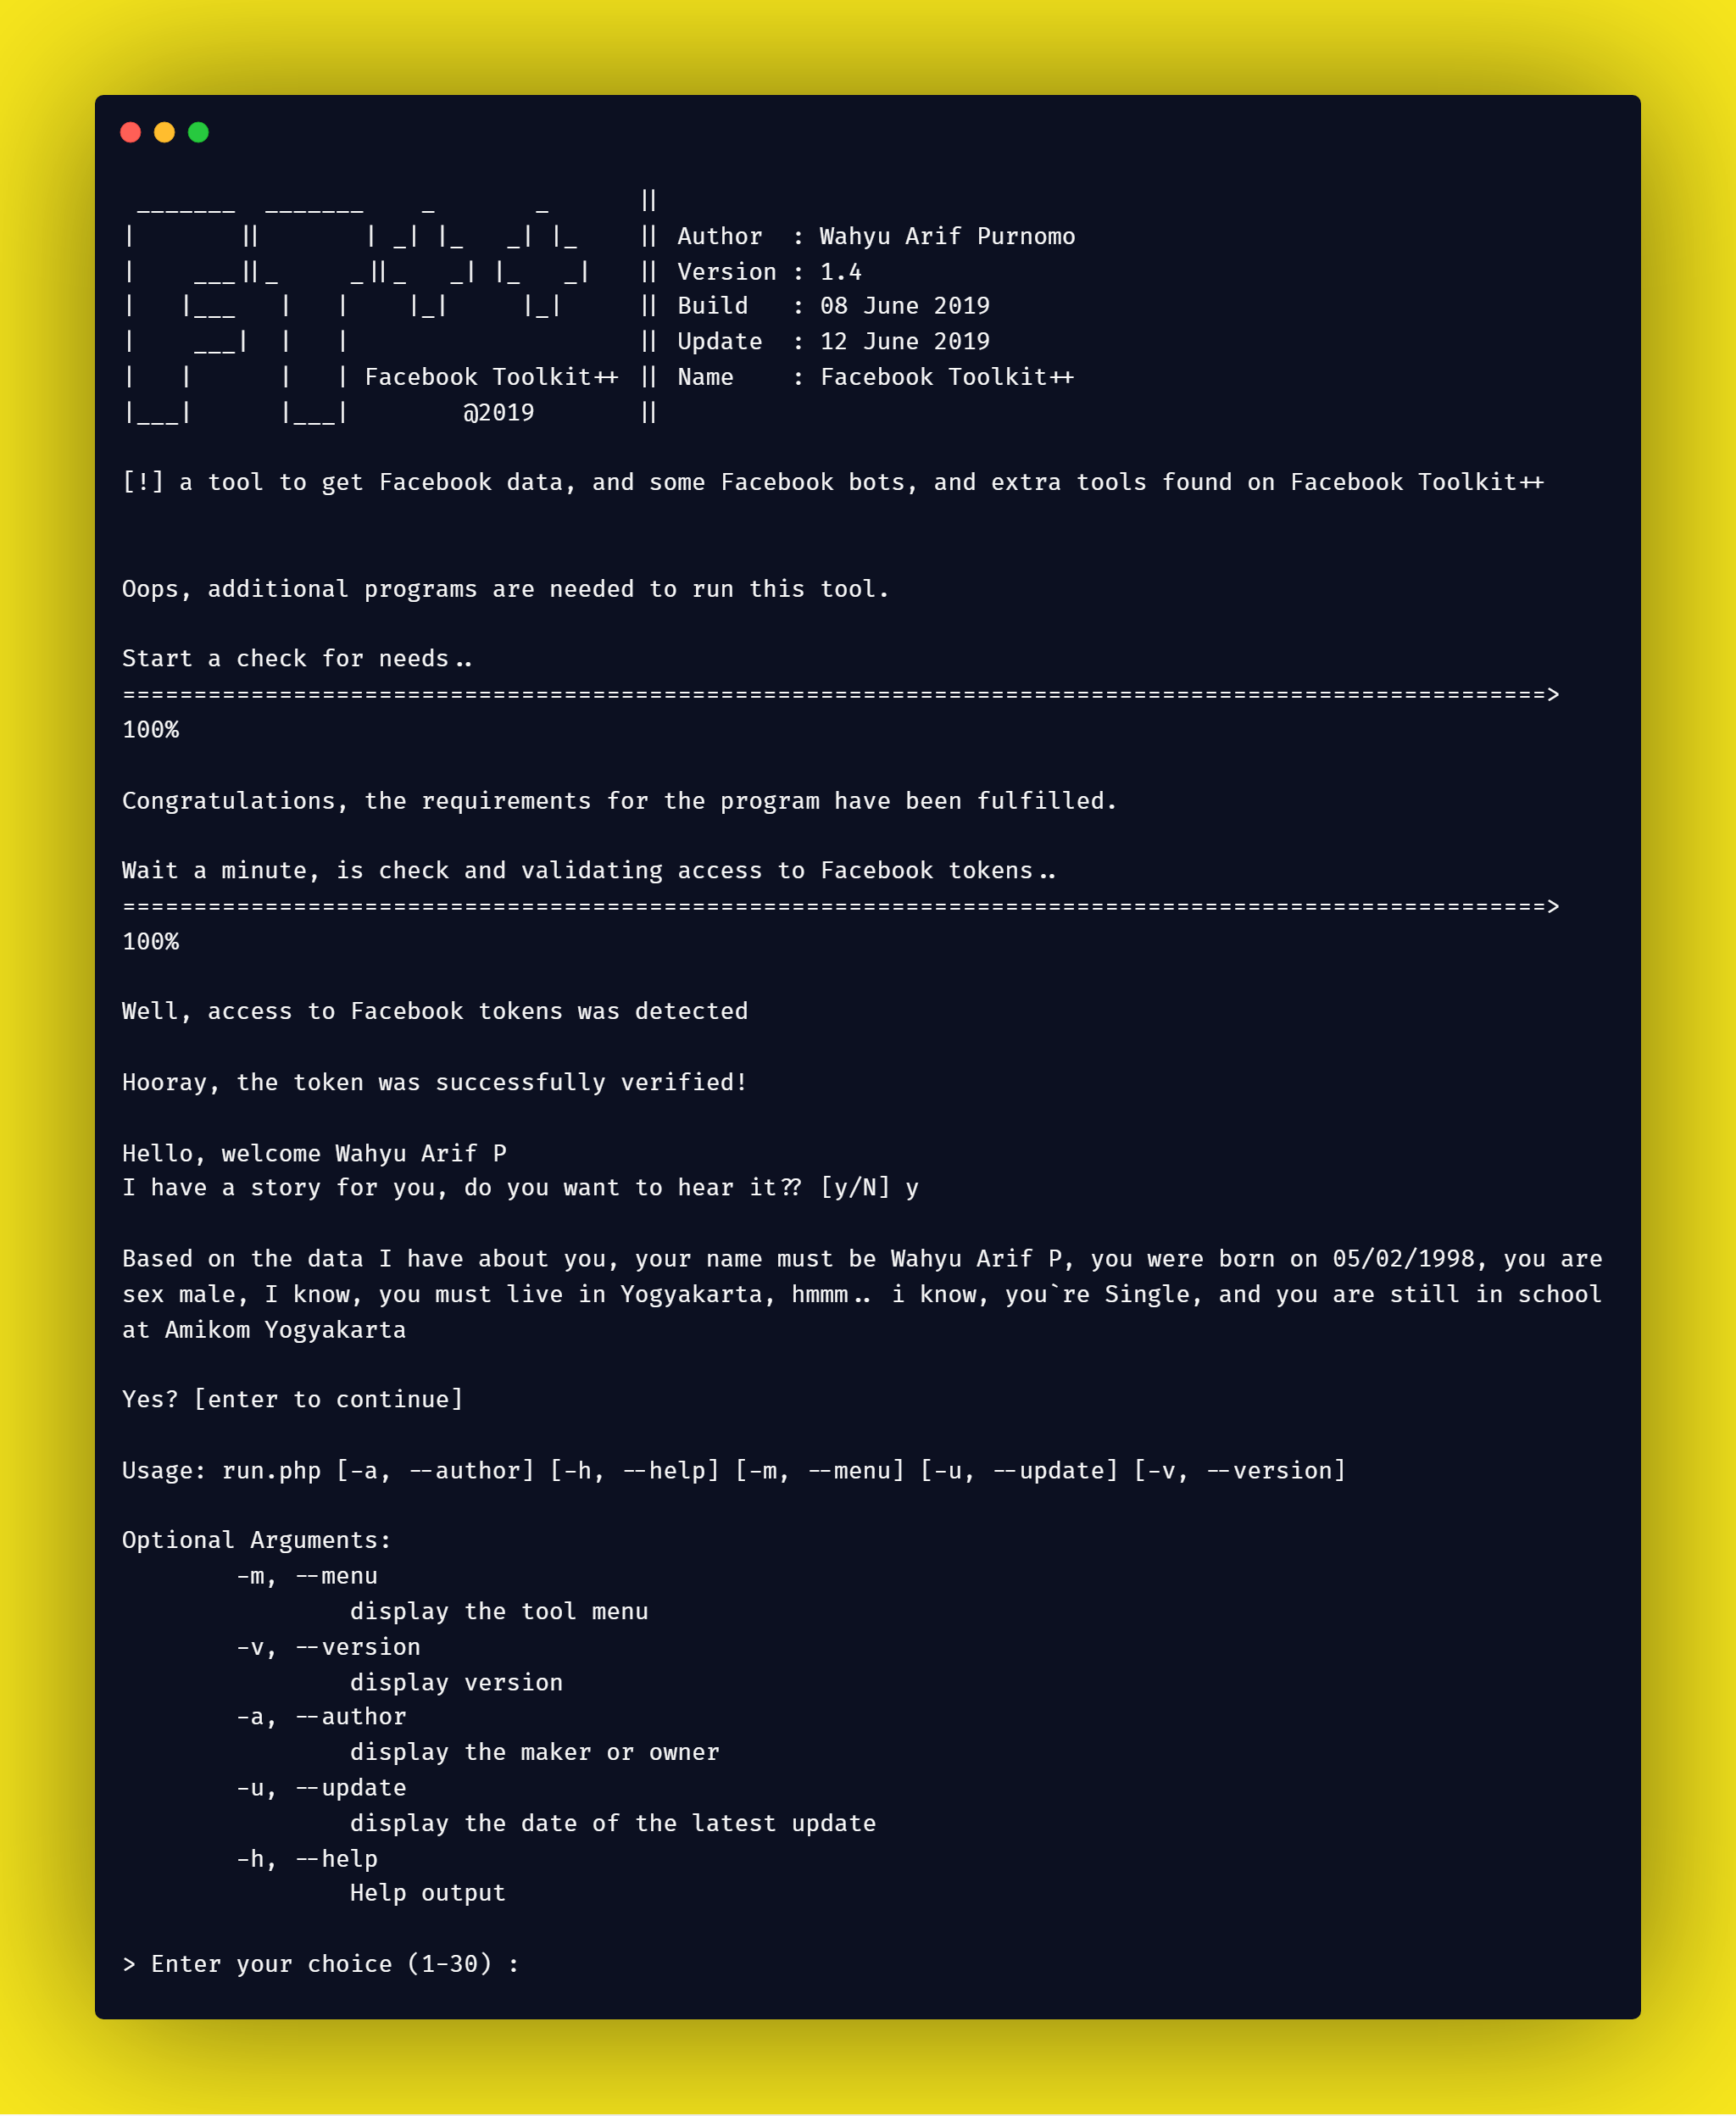 _______  _______    _       _      ||
|       ||       | _| |_   _| |_    || Author  : Wahyu Arif Purnomo
|    ___||_     _||_   _| |_   _|   || Version : 1.4
|   |___   |   |    |_|     |_|     || Build   : 08 June 2019
|    ___|  |   |                    || Update  : 12 June 2019
|   |      |   | Facebook Toolkit++ || Name    : Facebook Toolkit++
|___|      |___|        @2019       ||
[!] a tool to get Facebook data, and some Facebook bots, and extra tools found on Facebook Toolkit++
Oops, additional programs are needed to run this tool.
Start a check for needs..
====================================================================================================>
100%
Congratulations, the requirements for the program have been fulfilled.
Wait a minute, is check and validating access to Facebook tokens..
====================================================================================================>
100%
Well, access to Facebook tokens was detected
Hooray, the token was successfully verified!
Hello, welcome Wahyu Arif P
I have a story for you, do you want to hear it?? [y/N] y
Based on the data I have about you, your name must be Wahyu Arif P, you were born on 05/02/1998, you are
sex male, I know, you must live in Yogyakarta, hmmm.. i know, you`re Single, and you are still in school
at Amikom Yogyakarta
Yes? [enter to continue]
Usage: run.php [-a, --author] [-h, --help] [-m, --menu] [-u, --update] [-v, --version]
Optional Arguments:
        -m, --menu
                display the tool menu
        -v, --version
                display version
        -a, --author
                display the maker or owner
        -u, --update
                display the date of the latest update
        -h, --help
                Help output
> Enter your choice (1-30) :